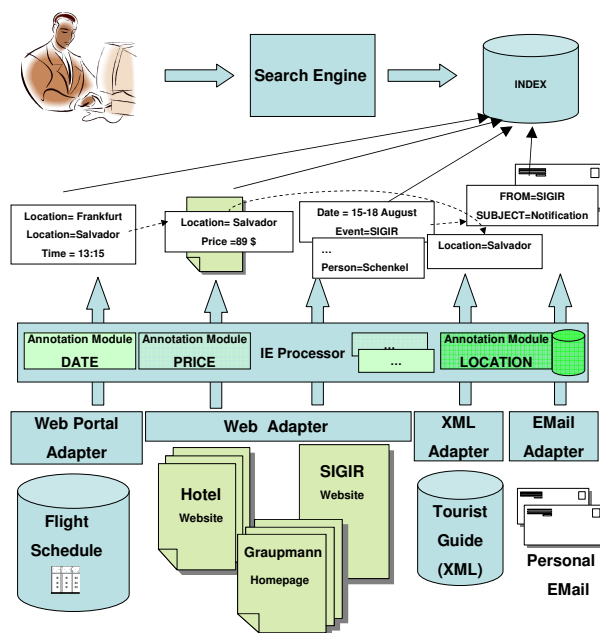 Search Engine
INDEX
FROM=SIGIR
SUBJECT=Notification
Location= Frankfurt
Location=Salvador
Time = 13:15
Location= Salvador
Price =89 $
Date = 15-18 August
Event=SIGIR
...
Person=Schenkel
Location=Salvador
Annotation Module
DATE
Annotation Module
PRICE
IE Processor
...
...
Annotation Module
LOCATION
Web Portal
Adapter
Web Adapter
XML
Adapter
EMail
Adapter
Flight
Schedule
Hotel
Website
SIGIR
Website
Graupmann
Homepage
Tourist
Guide
(XML)
Personal
EMail